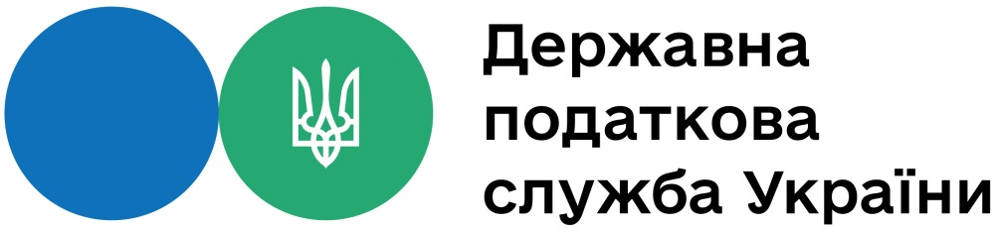 Державна
податкова
служба України